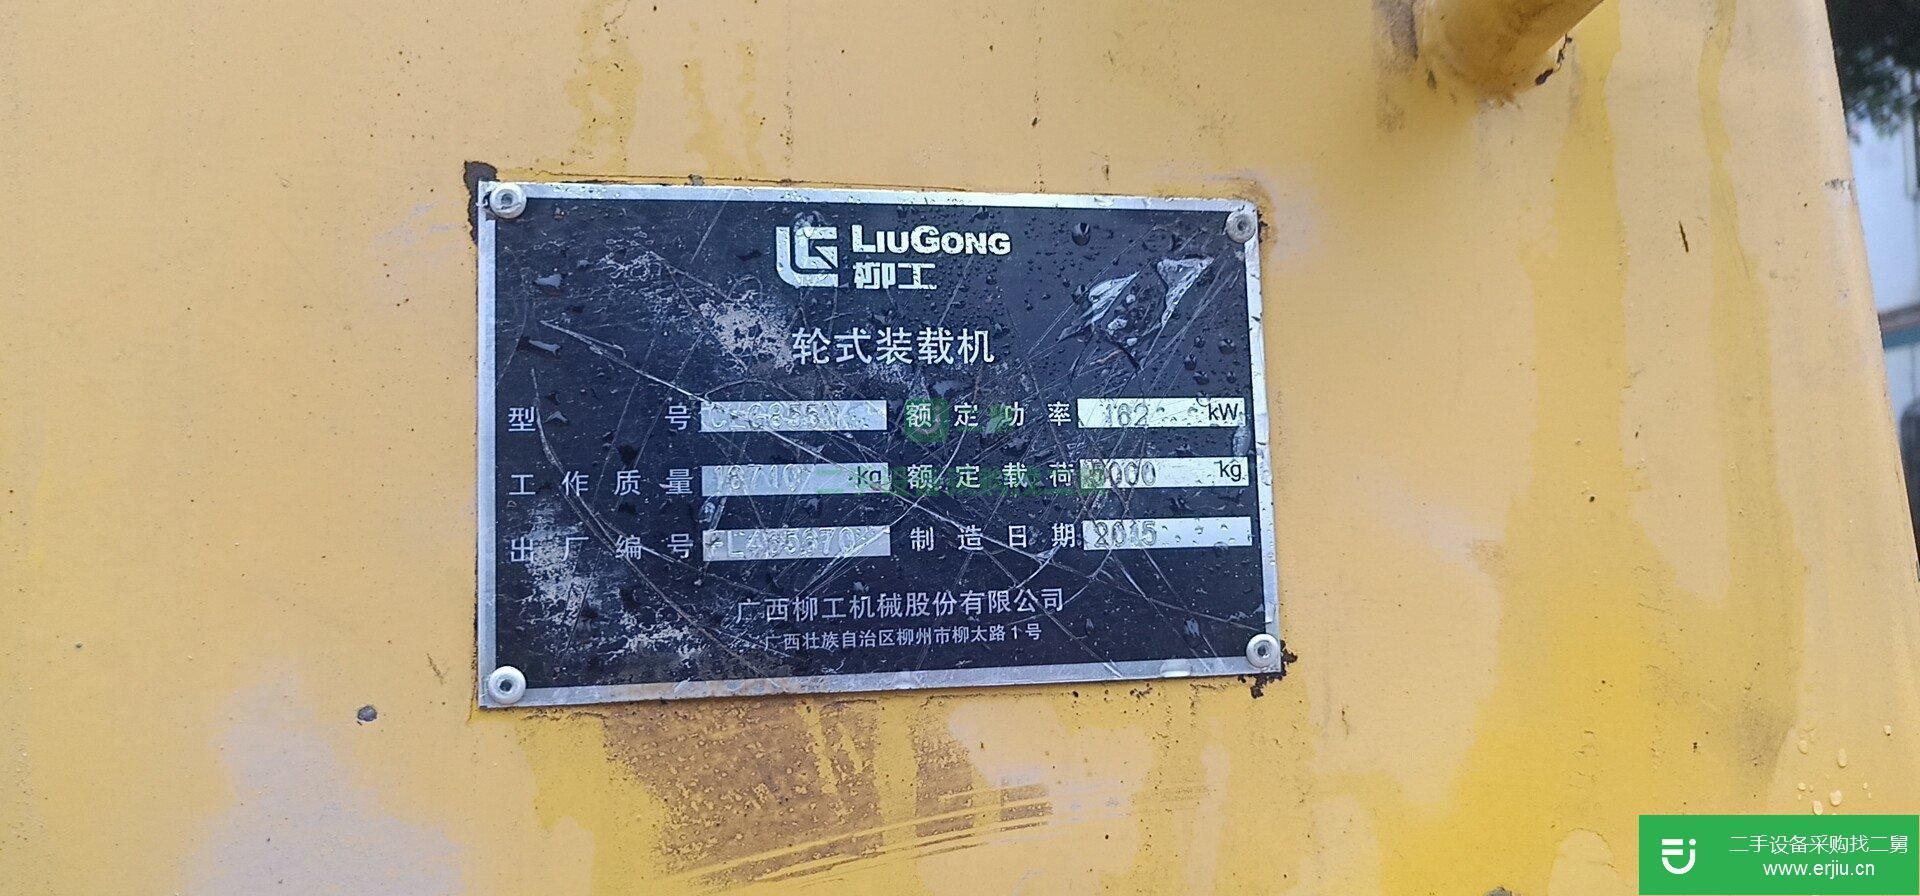 LIUGONG
柳工
轮式装载机
型号 CLG855N 额定功率 162 kW
工作质量 kg 额定载荷 5000 kg
出厂编号 制造日期 2015
广西柳工机械股份有限公司
广西壮族自治区柳州市柳太路1号
二手设备采购找二舅
www.erjiu.cn